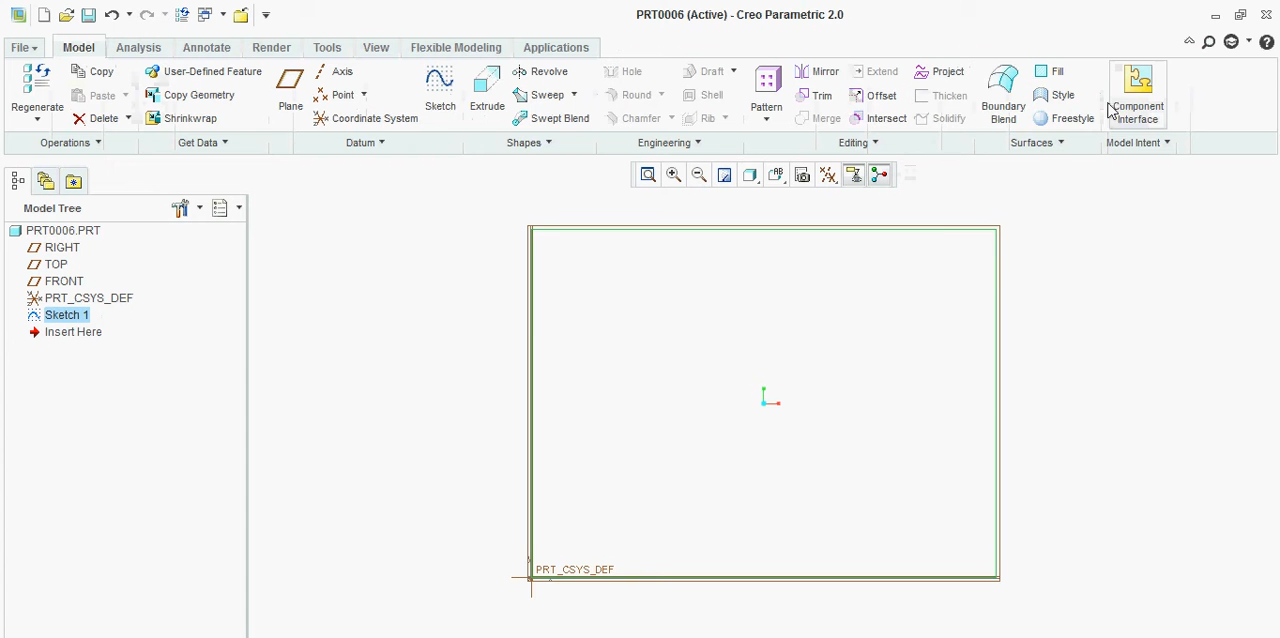 PRT0006 (Active) - Creo Parametric 2.0
File Model Analysis Annotate Render Tools View Flexible Modeling Applications
Regenerate
Copy
Paste
Delete
Operations
User-Defined Feature
Copy Geometry
Shrinkwrap
Get Data
Plane
Axis
Point
Coordinate System
Datum
Sketch
Extrude
Revolve
Sweep
Swept Blend
Shapes
Hole
Round
Chamfer
Draft
Shell
Rib
Engineering
Pattern
Mirror
Trim
Merge
Extend
Offset
Intersect
Project
Thicken
Solidify
Editing
Boundary
Blend
Fill
Style
Freestyle
Surfaces
Component
Interface
Model Intent
Model Tree
PRT0006.PRT
RIGHT
TOP
FRONT
PRT_CSYS_DEF
Sketch 1
Insert Here
PRT_CSYS_DEF